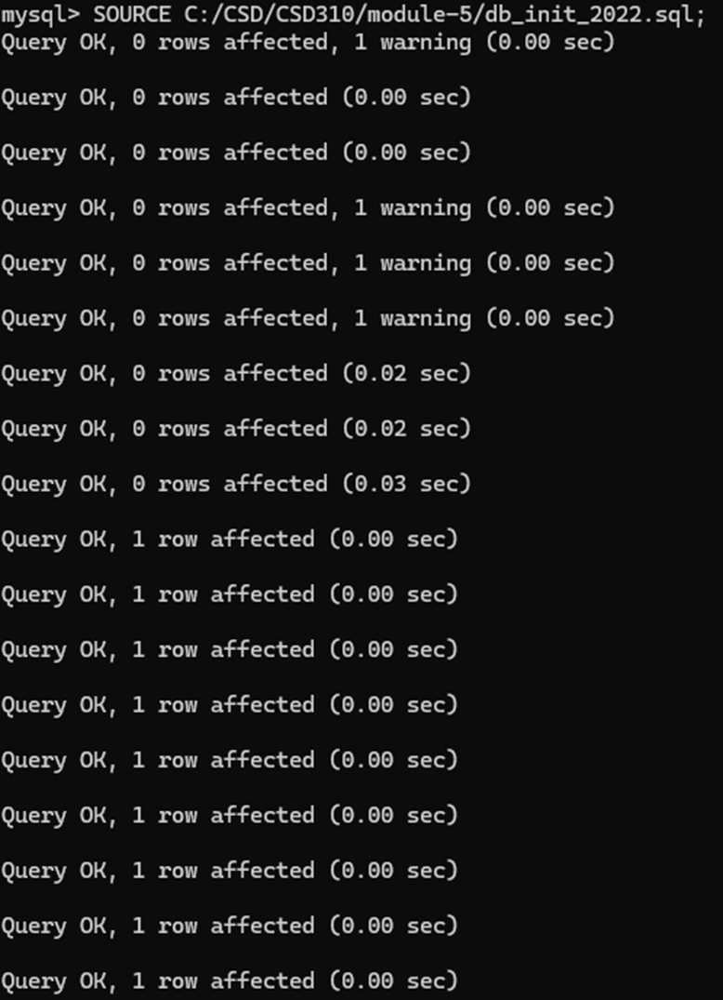 mysql> SOURCE C:/CSD/CSD310/module-5/db_init_2022.sql;
Query OK, 0 rows affected, 1 warning (0.00 sec)
Query OK, 0 rows affected (0.00 sec)
Query OK, 0 rows affected (0.00 sec)
Query OK, 0 rows affected, 1 warning (0.00 sec)
Query OK, 0 rows affected, 1 warning (0.00 sec)
Query OK, 0 rows affected, 1 warning (0.00 sec)
Query OK, 0 rows affected (0.02 sec)
Query OK, 0 rows affected (0.02 sec)
Query OK, 0 rows affected (0.03 sec)
Query OK, 1 row affected (0.00 sec)
Query OK, 1 row affected (0.00 sec)
Query OK, 1 row affected (0.00 sec)
Query OK, 1 row affected (0.00 sec)
Query OK, 1 row affected (0.00 sec)
Query OK, 1 row affected (0.00 sec)
Query OK, 1 row affected (0.00 sec)
Query OK, 1 row affected (0.00 sec)
Query OK, 1 row affected (0.00 sec)